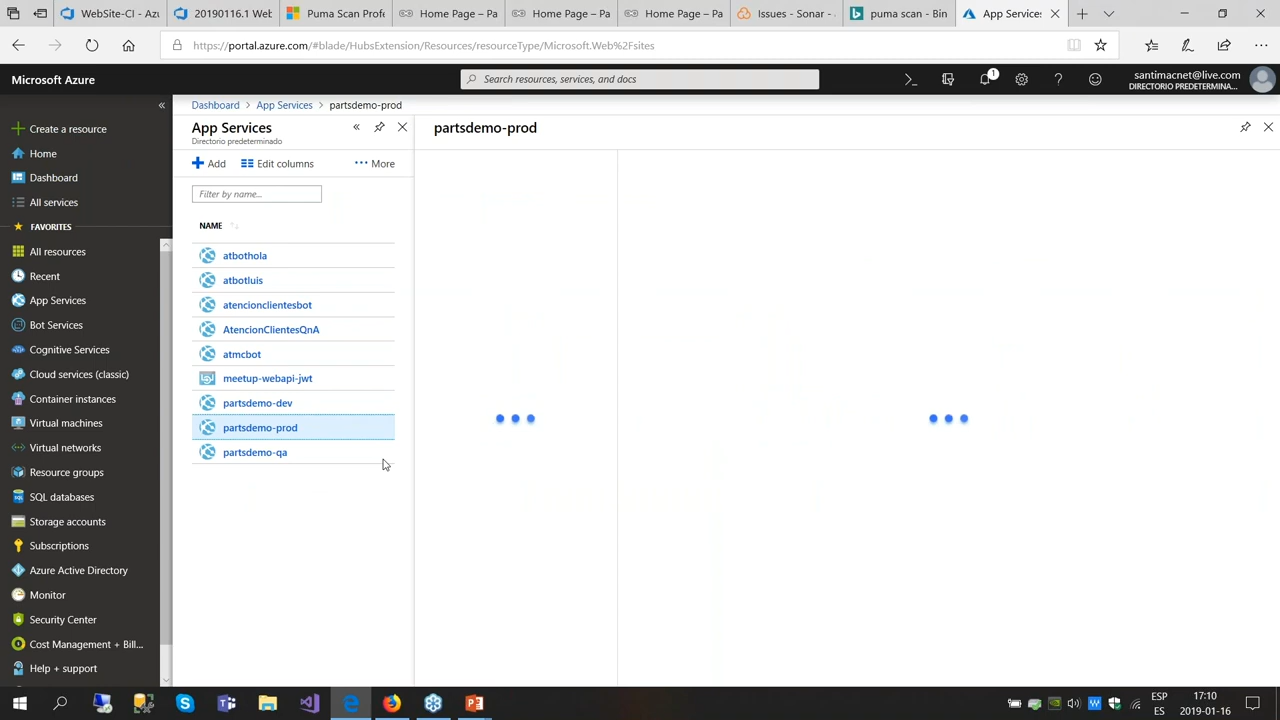 WebSite-CI - Az
20190116.1 Web
Puma Scan Profe
Home Page – Pa
Home Page – Pa
Home Page – Pa
Issues - Sonar -
puma scan - Bin
App Services
https://portal.azure.com/#blade/HubsExtension/Resources/resourceType/Microsoft.Web%2Fsites
Microsoft Azure
Search resources, services, and docs
1
santimacnet@live.com
DIRECTORIO PREDETERMINA...
Create a resource
Home
Dashboard
All services
FAVORITES
All resources
Recent
App Services
Bot Services
Cognitive Services
Cloud services (classic)
Container instances
Virtual machines
Virtual networks
Resource groups
SQL databases
Storage accounts
Subscriptions
Azure Active Directory
Monitor
Security Center
Cost Management + Bill...
Help + support
Dashboard > App Services > partsdemo-prod
App Services
Directorio predeterminado
Add
Edit columns
More
Filter by name...
NAME
atbothola
atbotluis
atencionclientesbot
AtencionClientesQnA
atmcbot
meetup-webapi-jwt
partsdemo-dev
partsdemo-prod
partsdemo-qa
partsdemo-prod
ESP
ES
17:10
2019-01-16